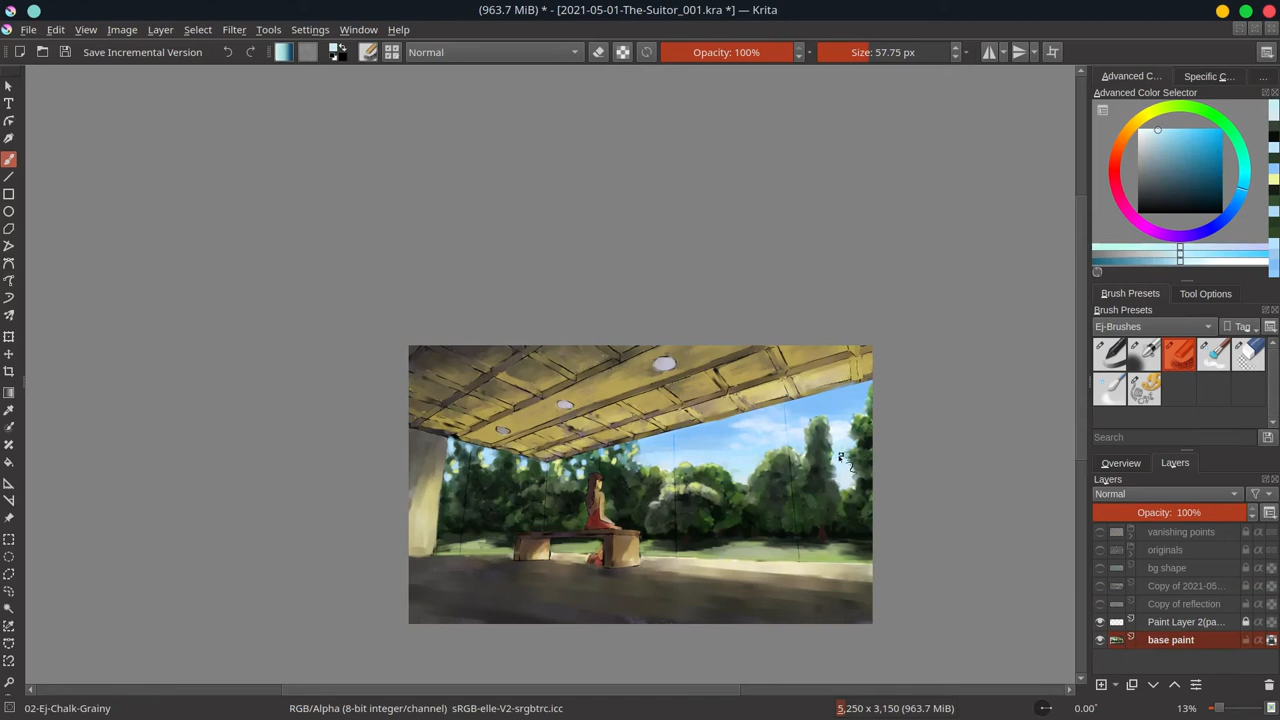 (963.7 MiB) * - [2021-05-01-The-Suitor_001.kra *] — Krita
File Edit View Image Layer Select Filter Tools Settings Window Help
Save Incremental Version
Normal
Opacity: 100%
Size: 57.75 px
Advanced C...
Specific C...
...
Advanced Color Selector
Brush Presets
Tool Options
Brush Presets
Ej-Brushes
Tag
Search
Overview
Layers
Layers
Normal
Opacity: 100%
vanishing points
originals
bg shape
Copy of 2021-05...
Copy of reflection
Paint Layer 2(pa...
base paint
02-Ej-Chalk-Grainy
RGB/Alpha (8-bit integer/channel) sRGB-elle-V2-srgbtrc.icc
5,250 x 3,150 (963.7 MiB)
0.00°
13%